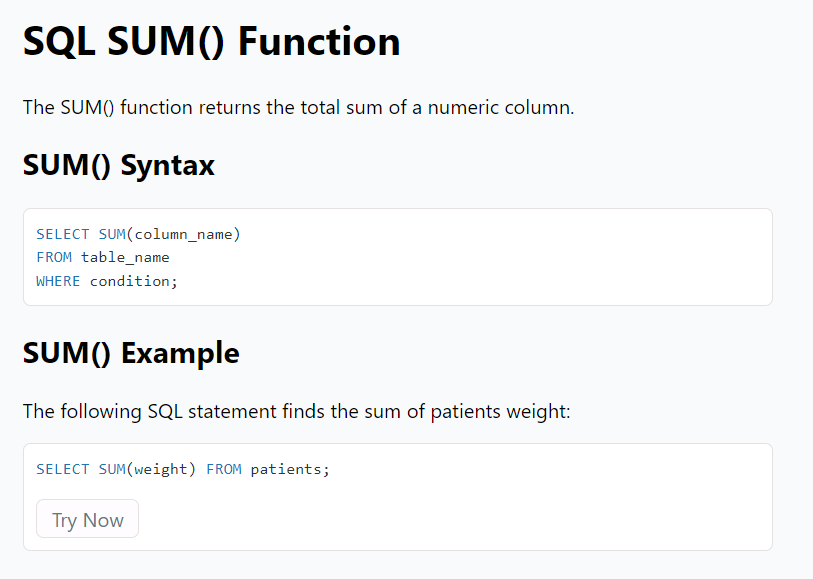 SQL SUM() Function
The SUM() function returns the total sum of a numeric column.
SUM() Syntax
SELECT SUM(column_name)
FROM table_name
WHERE condition;
SUM() Example
The following SQL statement finds the sum of patients weight:
SELECT SUM(weight) FROM patients;
Try Now